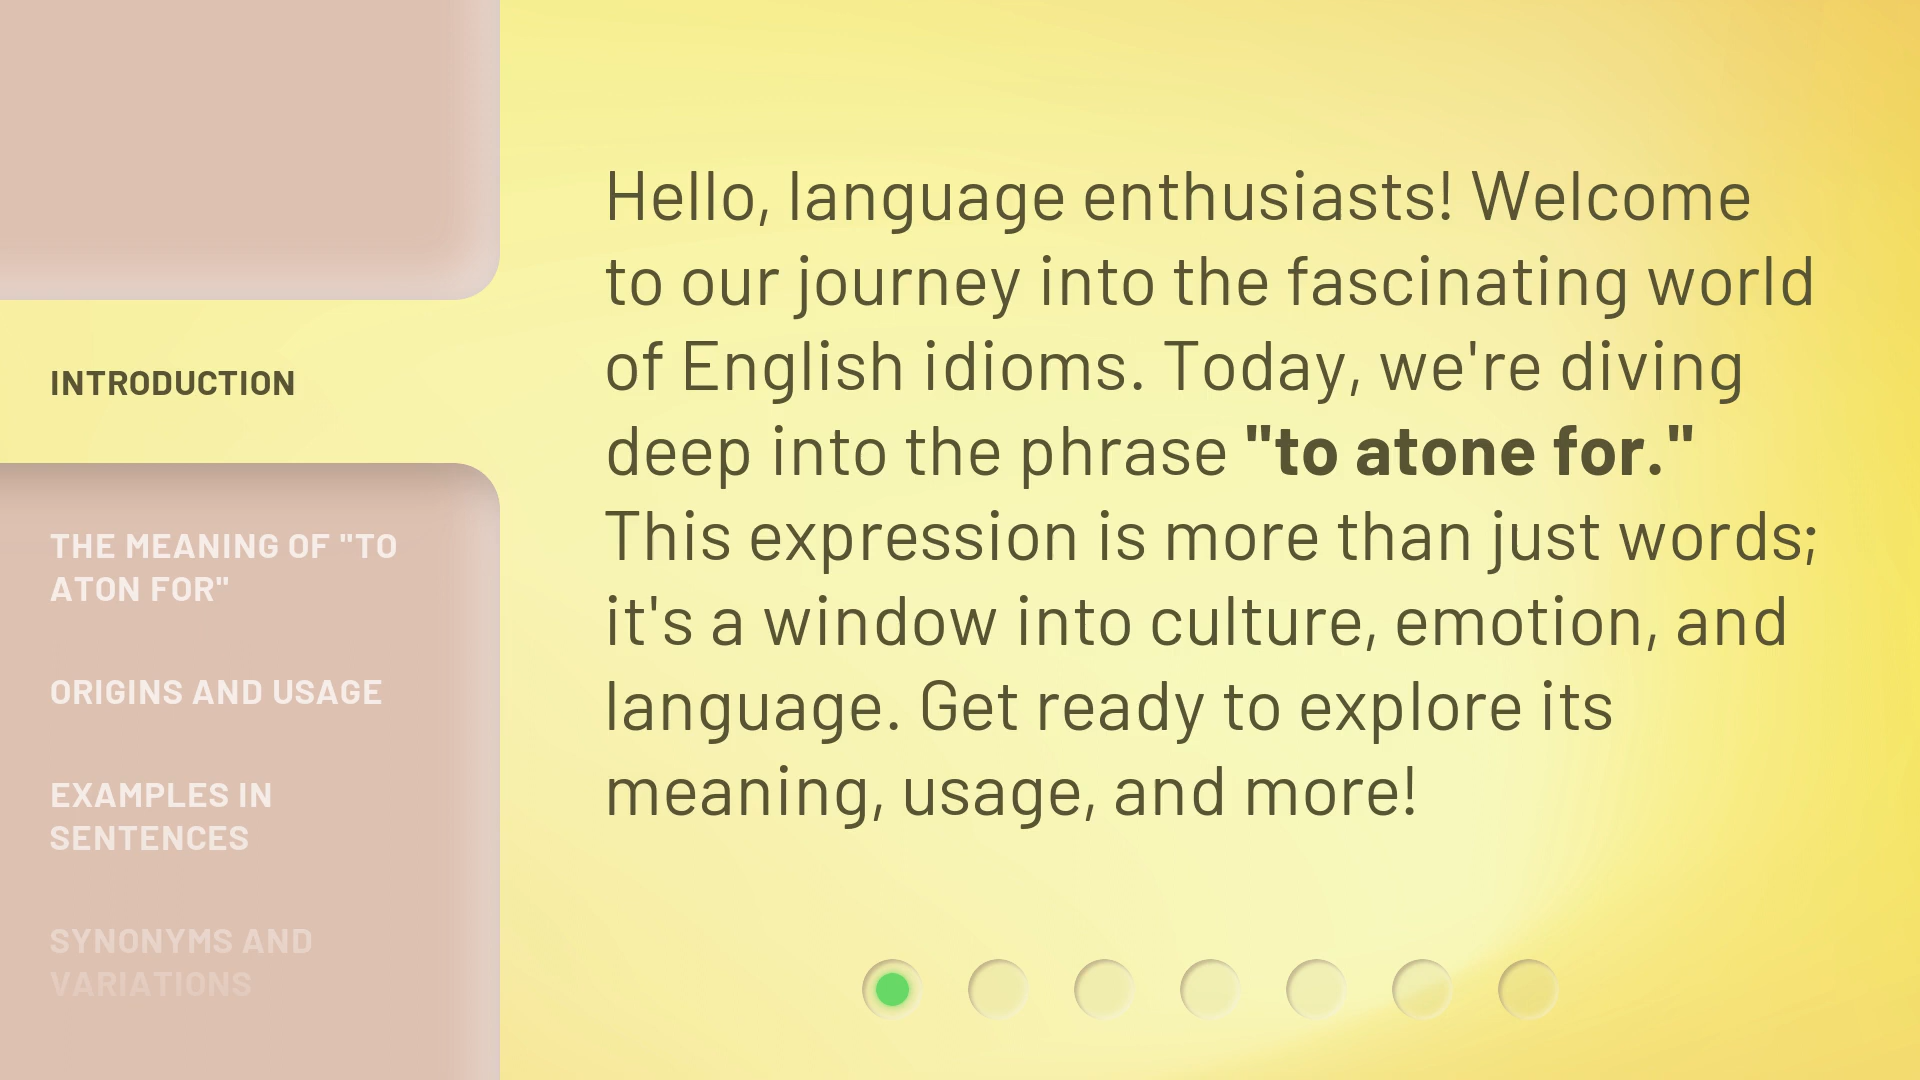 INTRODUCTION
THE MEANING OF "TO
ATON FOR"
ORIGINS AND USAGE
EXAMPLES IN
SENTENCES
SYNONYMS AND
VARIATIONS
Hello, language enthusiasts! Welcome
to our journey into the fascinating world
of English idioms. Today, we're diving
deep into the phrase "to atone for."
This expression is more than just words;
it's a window into culture, emotion, and
language. Get ready to explore its
meaning, usage, and more!